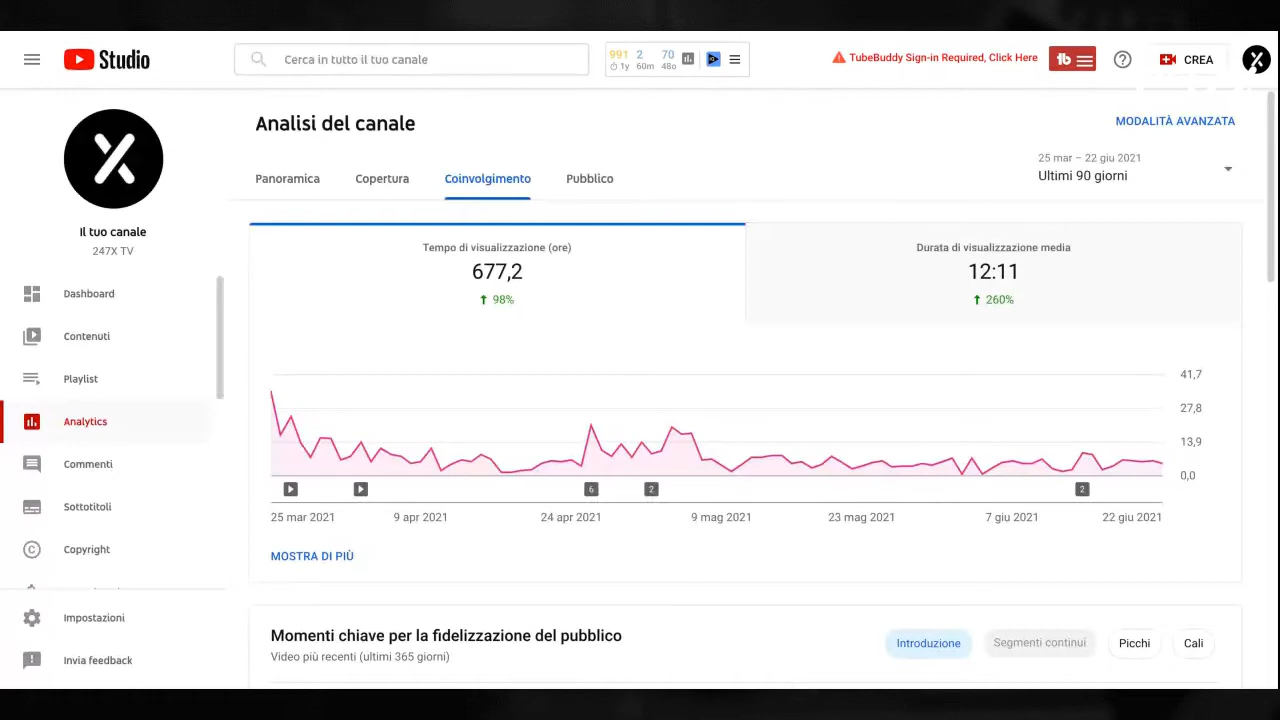 Studio
Cerca in tutto il tuo canale
991 2 70
1y 60m 48o
TubeBuddy Sign-in Required, Click Here
tb
CREA
Analisi del canale
MODALITÀ AVANZATA
Panoramica Copertura Coinvolgimento Pubblico
25 mar – 22 giu 2021
Ultimi 90 giorni
Il tuo canale
247X TV
Dashboard
Contenuti
Playlist
Analytics
Commenti
Sottotitoli
Copyright
Impostazioni
Invia feedback
Tempo di visualizzazione (ore)
677,2
98%
Durata di visualizzazione media
12:11
260%
41,7
27,8
13,9
0,0
6 2 2
25 mar 2021 9 apr 2021 24 apr 2021 9 mag 2021 23 mag 2021 7 giu 2021 22 giu 2021
MOSTRA DI PIÙ
Momenti chiave per la fidelizzazione del pubblico
Video più recenti (ultimi 365 giorni)
Introduzione Segmenti continui Picchi Cali